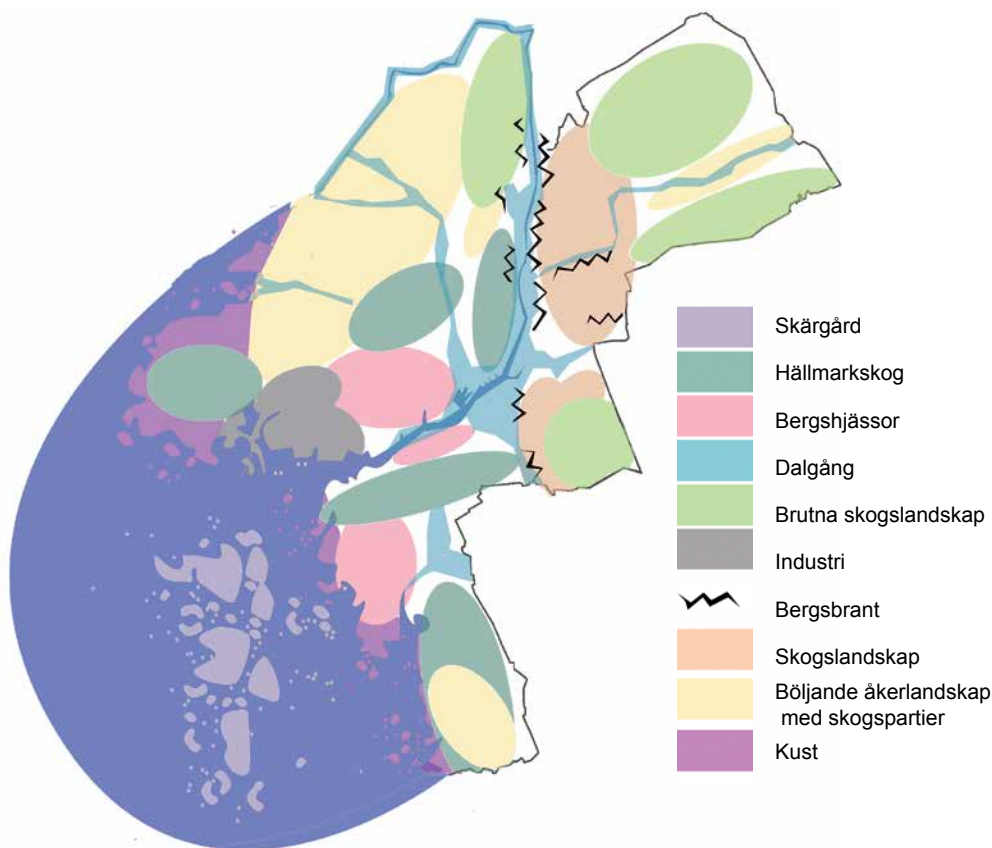 Skärgård
Hällmarkskog
Bergshjässor
Dalgång
Brutna skogslandskap
Industri
Bergsbrant
Skogslandskap
Böljande åkerlandskap
med skogspartier
Kust